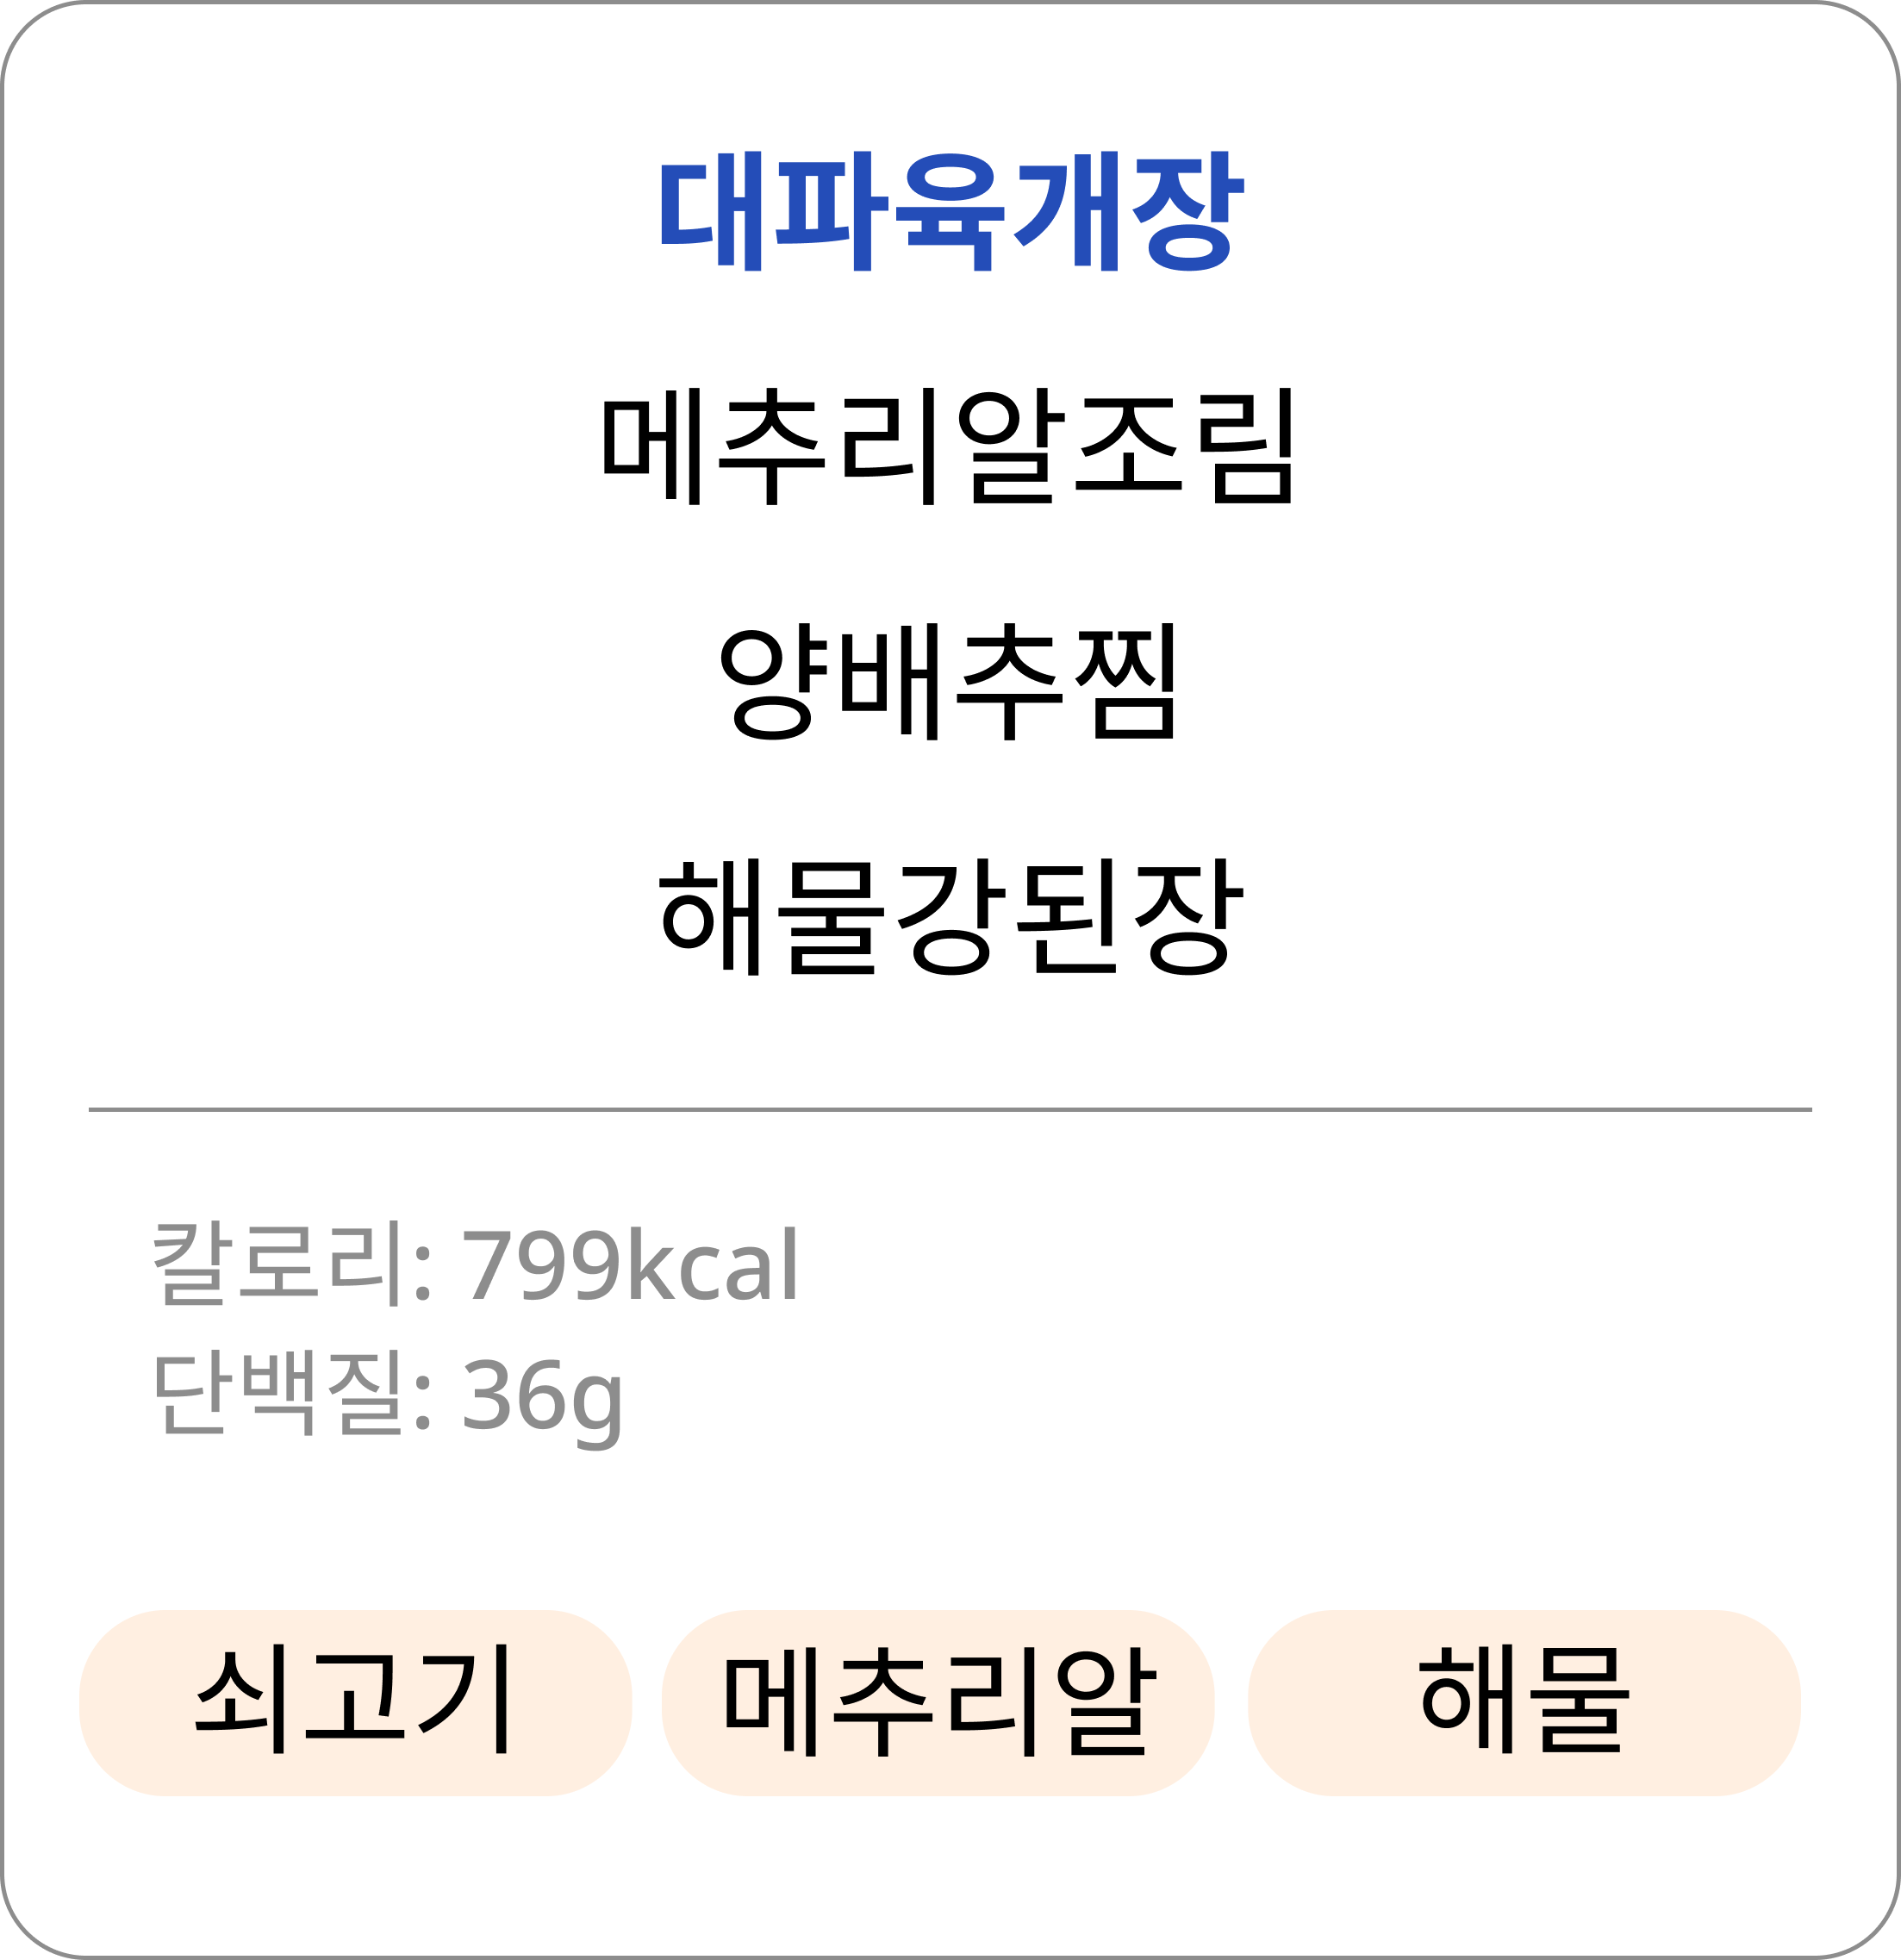 대파육개장
메추리알조림
양배추찜
해물강된장
칼로리: 799kcal
단백질: 36g
쇠고기 메추리알 해물